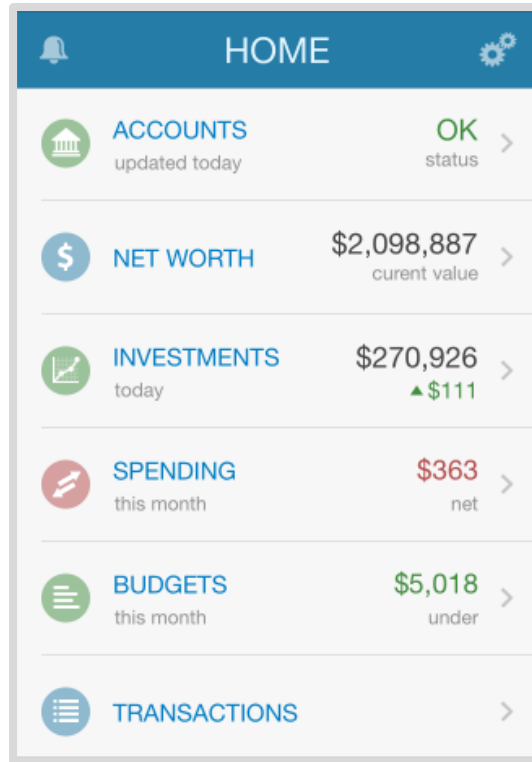 HOME
ACCOUNTS
OK
updated today
status
$2,098,887
NET WORTH
curent value
INVESTMENTS
$270,926
today
▲$111
SPENDING
$363
this month
net
BUDGETS
$5,018
this month
under
TRANSACTIONS